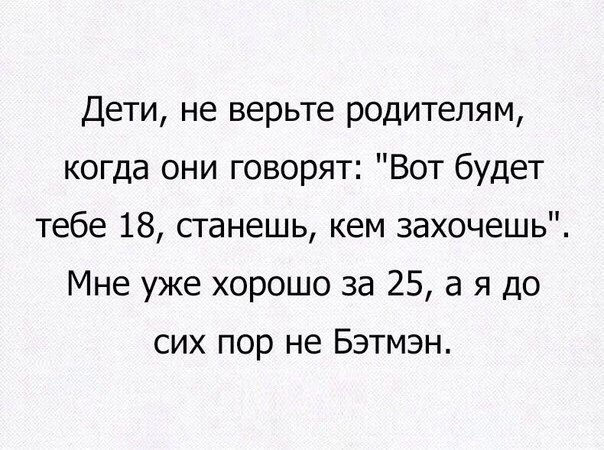 Дети, не верьте родителям,
когда они говорят: "Вот будет
тебе 18, станешь, кем захочешь".
Мне уже хорошо за 25, а я до
сих пор не Бэтмэн.